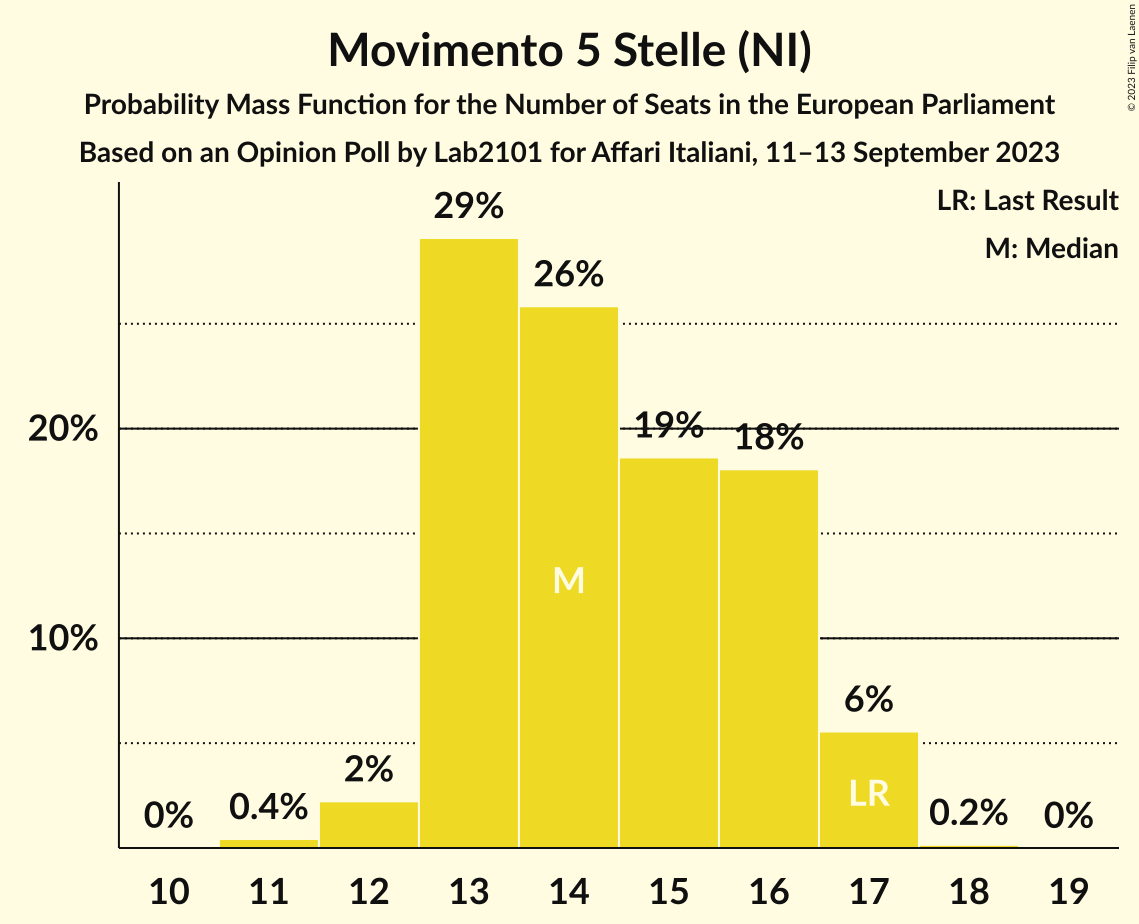 Movimento 5 Stelle (NI)
Probability Mass Function for the Number of Seats in the European Parliament
Based on an Opinion Poll by Lab2101 for Affari Italiani, 11–13 September 2023
© 2023 Filip van Laenen
LR: Last Result
M: Median
29%
26%
20%
19%
18%
M
10%
6%
2%
LR
0%
0.4%
0.2%
0%
10 11 12 13 14 15 16 17 18 19